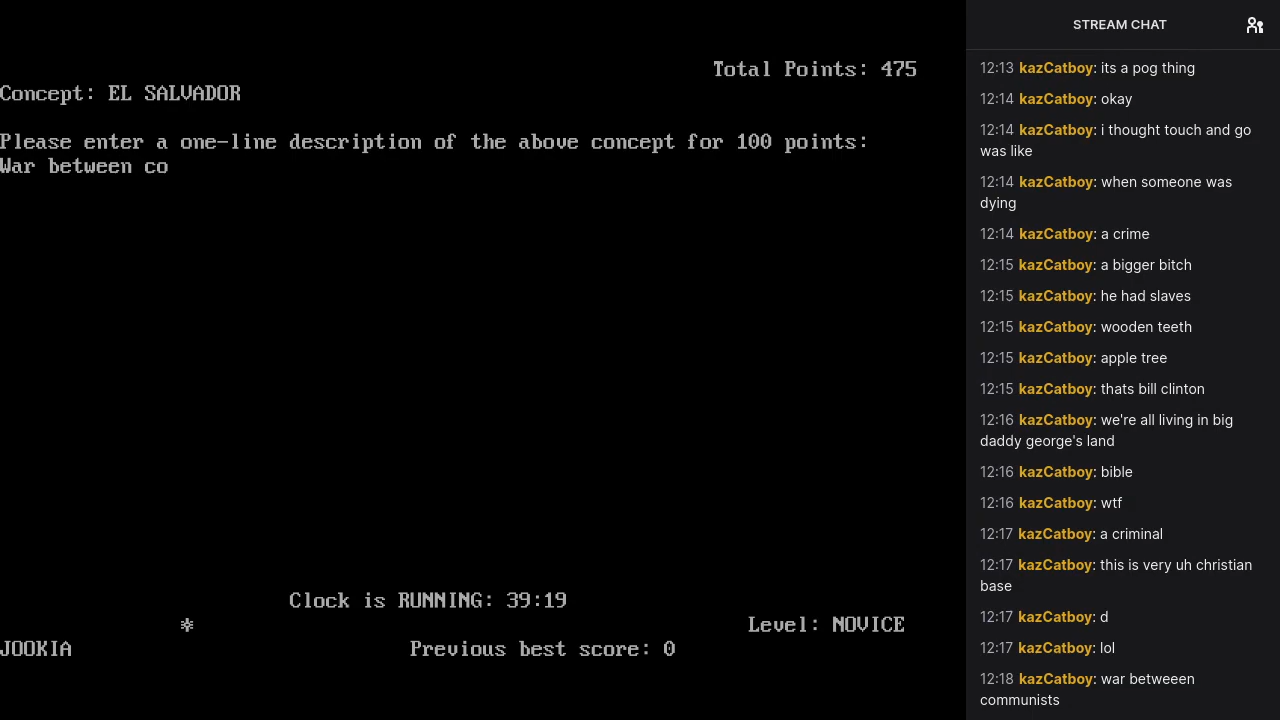 Total Points: 475
Concept: EL SALVADOR
Please enter a one-line description of the above concept for 100 points:
War between co
Clock is RUNNING: 39:19
*
Level: NOVICE
JOOKIA
Previous best score: 0
STREAM CHAT
12:13 kazCatboy: its a pog thing
12:14 kazCatboy: okay
12:14 kazCatboy: i thought touch and go
was like
12:14 kazCatboy: when someone was
dying
12:14 kazCatboy: a crime
12:15 kazCatboy: a bigger bitch
12:15 kazCatboy: he had slaves
12:15 kazCatboy: wooden teeth
12:15 kazCatboy: apple tree
12:15 kazCatboy: thats bill clinton
12:16 kazCatboy: we're all living in big
daddy george's land
12:16 kazCatboy: bible
12:16 kazCatboy: wtf
12:17 kazCatboy: a criminal
12:17 kazCatboy: this is very uh christian
base
12:17 kazCatboy: d
12:17 kazCatboy: lol
12:18 kazCatboy: war betweeen
communists